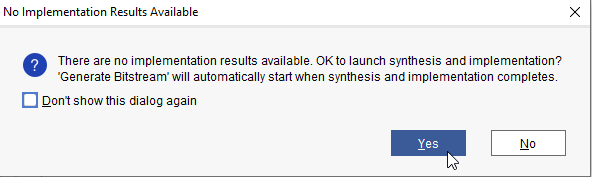 No Implementation Results Available
There are no implementation results available. OK to launch synthesis and implementation?
'Generate Bitstream' will automatically start when synthesis and implementation completes.
Don't show this dialog again
Yes
No